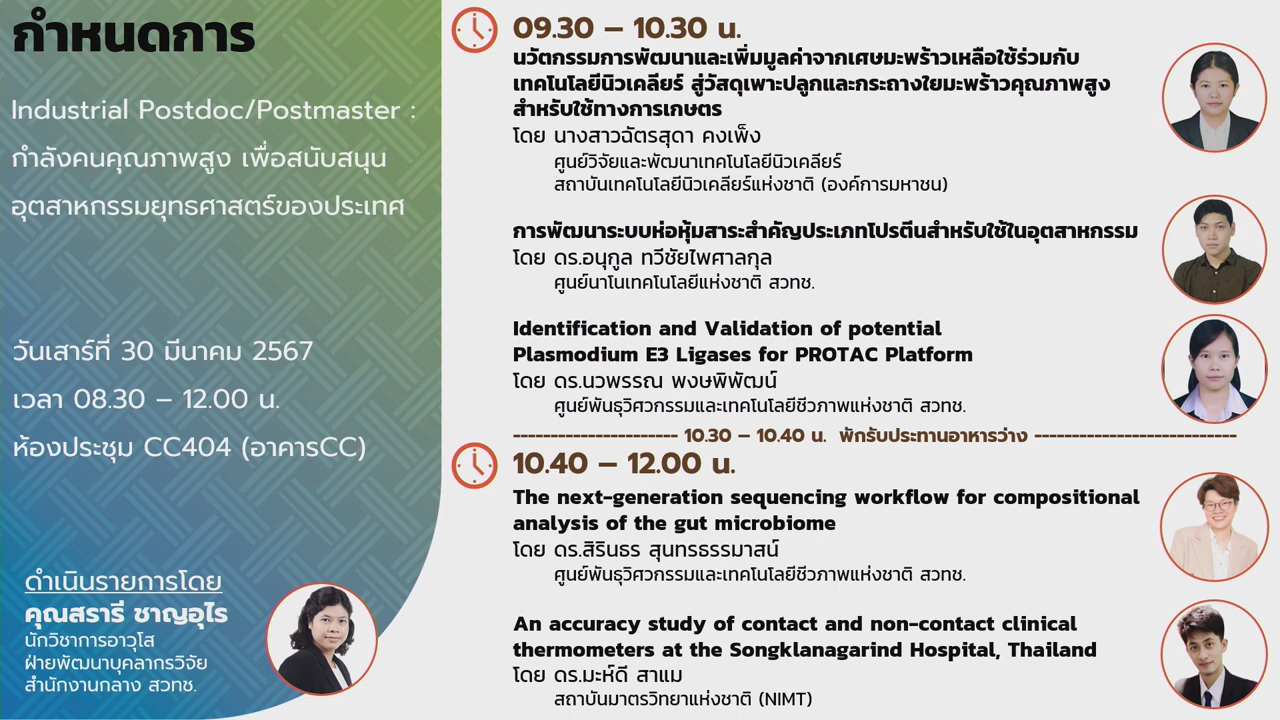 กำหนดการ
Industrial Postdoc/Postmaster :
กำลังคนคุณภาพสูง เพื่อสนับสนุน
อุตสาหกรรมยุทธศาสตร์ของประเทศ
วันเสาร์ที่ 30 มีนาคม 2567
เวลา 08.30 – 12.00 น.
ห้องประชุม CC404 (อาคารCC)
ดำเนินรายการโดย
คุณสรารี ชาญอุไร
นักวิชาการอาวุโส
ฝ่ายพัฒนาบุคลากรวิจัย
สำนักงานกลาง สวทช.
09.30 – 10.30 น.
นวัตกรรมการพัฒนาและเพิ่มมูลค่าจากเศษมะพร้าวเหลือใช้ร่วมกับ
เทคโนโลยีนิวเคลียร์ สู่วัสดุเพาะปลูกและกระถางใยมะพร้าวคุณภาพสูง
สำหรับใช้ทางการเกษตร
โดย นางสาวฉัตรสุดา คงเพ็ง
ศูนย์วิจัยและพัฒนาเทคโนโลยีนิวเคลียร์
สถาบันเทคโนโลยีนิวเคลียร์แห่งชาติ (องค์การมหาชน)
การพัฒนาระบบห่อหุ้มสาระสำคัญประเภทโปรตีนสำหรับใช้ในอุตสาหกรรม
โดย ดร.อนุกูล ทวีชัยไพศาลกุล
ศูนย์นาโนเทคโนโลยีแห่งชาติ สวทช.
Identification and Validation of potential
Plasmodium E3 Ligases for PROTAC Platform
โดย ดร.นวพรรณ พงษพิพัฒน์
ศูนย์พันธุวิศวกรรมและเทคโนโลยีชีวภาพแห่งชาติ สวทช.
---------------------- 10.30 – 10.40 น. พักรับประทานอาหารว่าง ---------------------------
10.40 – 12.00 น.
The next-generation sequencing workflow for compositional
analysis of the gut microbiome
โดย ดร.สิรินธร สุนทรธรรมาสน์
ศูนย์พันธุวิศวกรรมและเทคโนโลยีชีวภาพแห่งชาติ สวทช.
An accuracy study of contact and non-contact clinical
thermometers at the Songklanagarind Hospital, Thailand
โดย ดร.มะห์ดี สาแม
สถาบันมาตรวิทยาแห่งชาติ (NIMT)